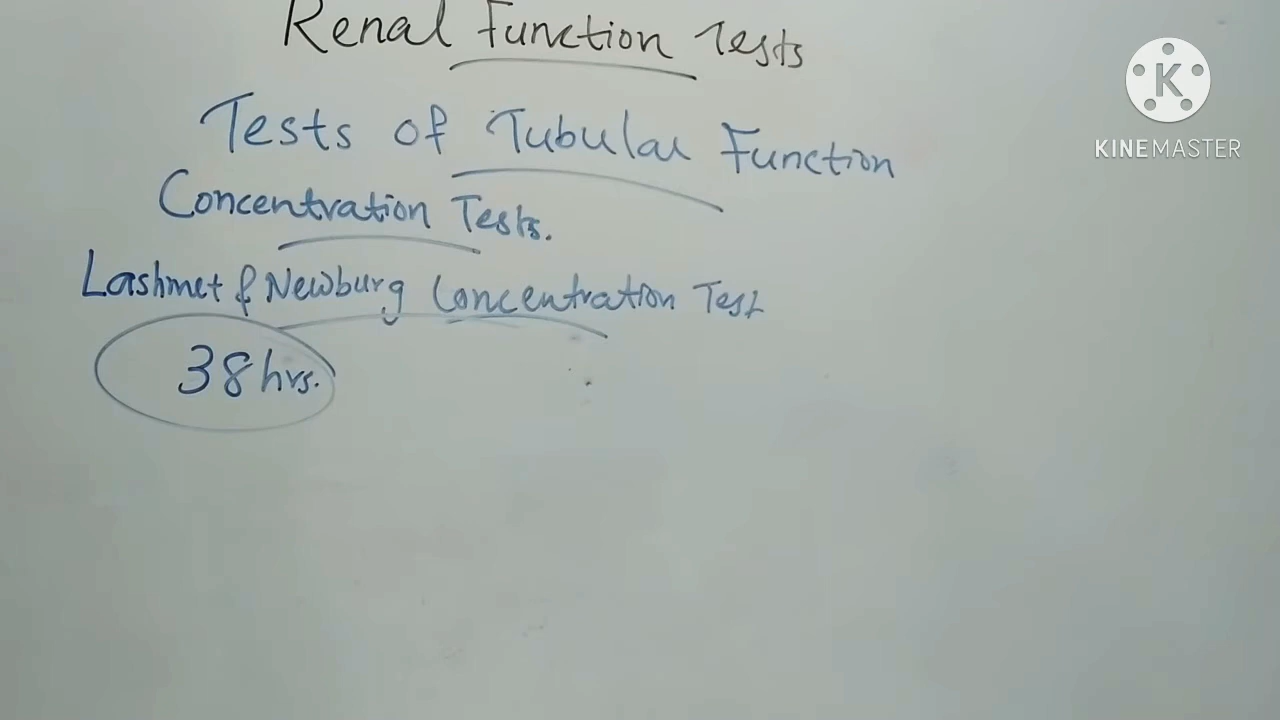 Renal Function Tests
K
KINEMASTER
Tests of Tubular Function
Concentration Tests.
Lashmet & Newburg Concentration Test
38 hrs.